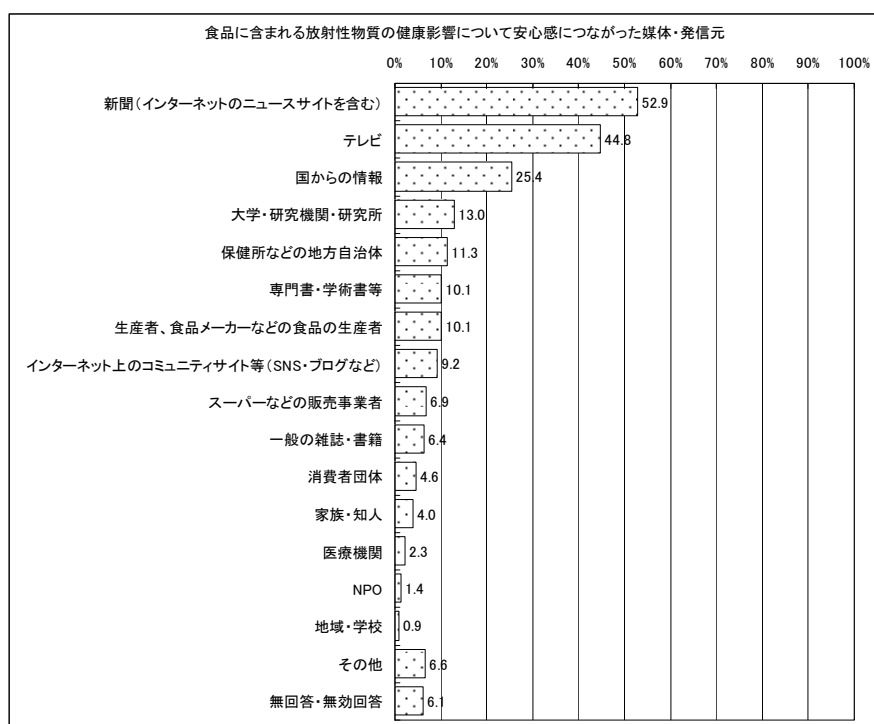 食品に含まれる放射性物質の健康影響について安心感につながった媒体・発信元
0% 10% 20% 30% 40% 50% 60% 70% 80% 90% 100%
新聞（インターネットのニュースサイトを含む） 52.9
テレビ 44.8
国からの情報 25.4
大学・研究機関・研究所 13.0
保健所などの地方自治体 11.3
専門書・学術書等 10.1
生産者、食品メーカーなどの食品の生産者 10.1
インターネット上のコミュニティサイト等（SNS・ブログなど） 9.2
スーパーなどの販売事業者 6.9
一般の雑誌・書籍 6.4
消費者団体 4.6
家族・知人 4.0
医療機関 2.3
NPO 1.4
地域・学校 0.9
その他 6.6
無回答・無効回答 6.1